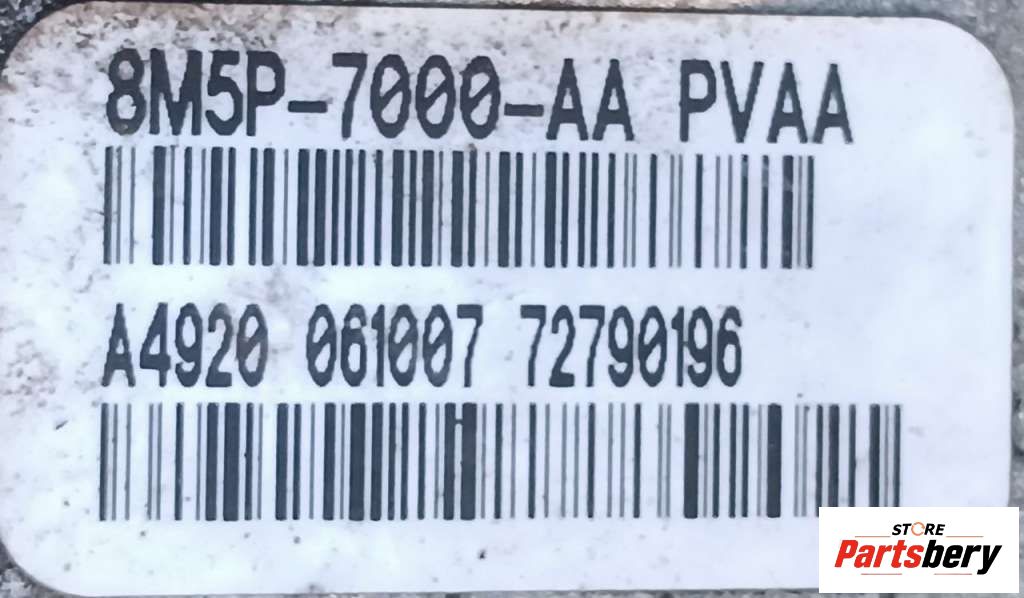 8M5P-7000-AA PVAA
A4920 061007 72790196
STORE
Partsbery